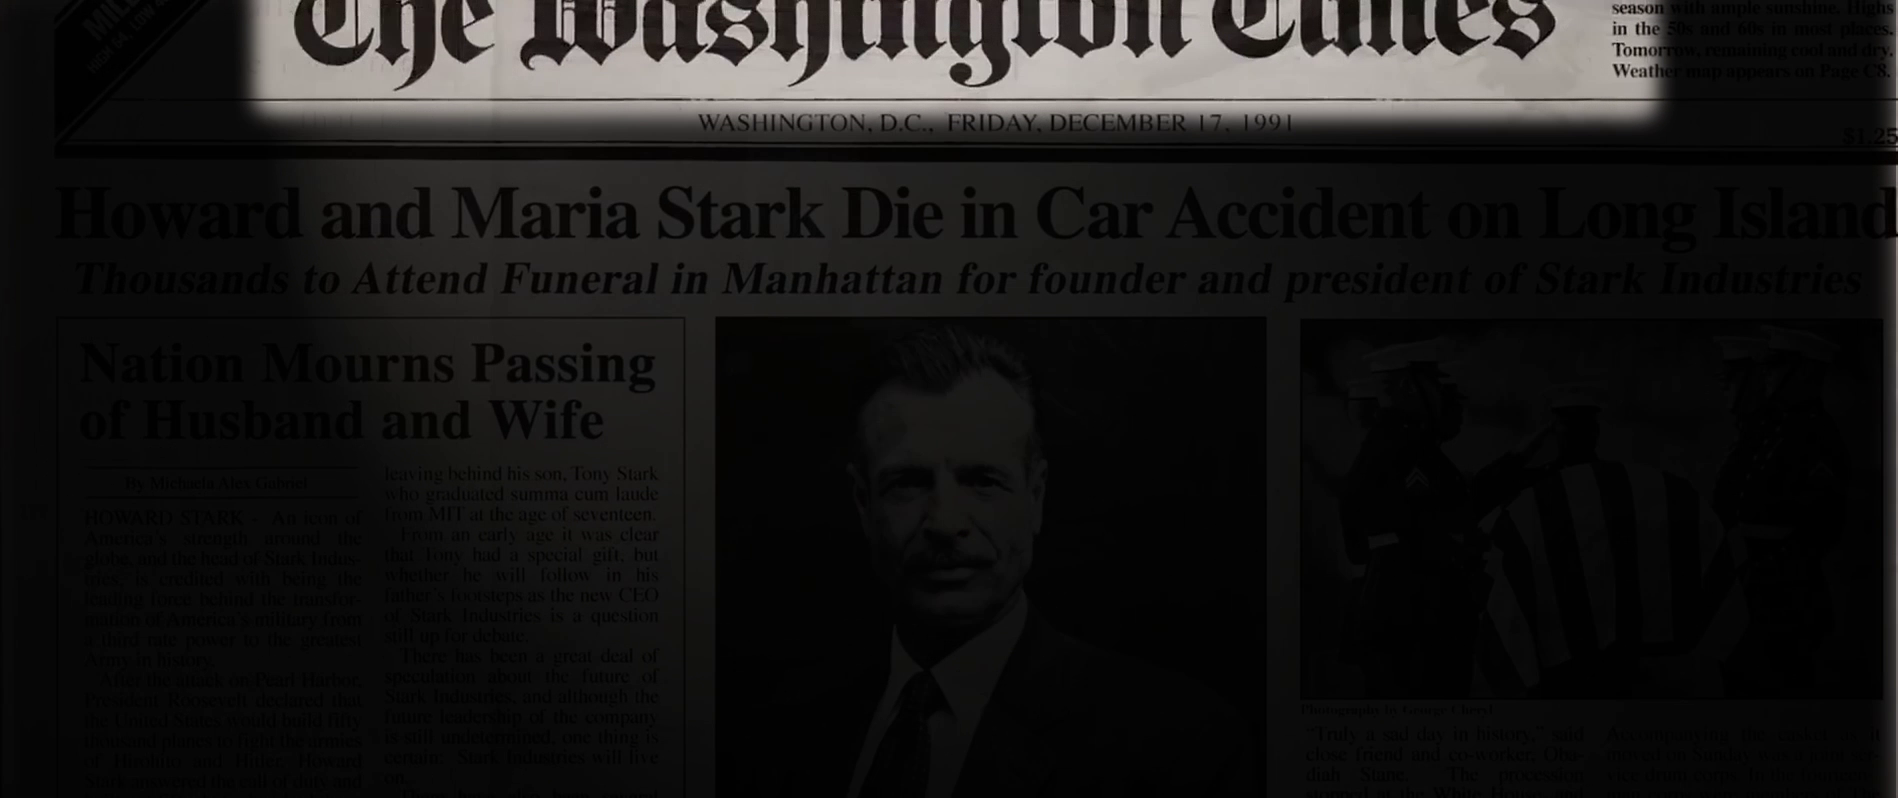 The Washington Times
season with ample sunshine. Highs
in the 50s and 60s in most places.
Tomorrow, remaining cool and dry.
Weather map appears on Page C8.
WASHINGTON, D.C., FRIDAY, DECEMBER 17, 1991
$1.25
Howard and Maria Stark Die in Car Accident on Long Island
Thousands to Attend Funeral in Manhattan for founder and president of Stark Industries
Nation Mourns Passing
of Husband and Wife
By Michaela Alex Gabriel
HOWARD STARK - An icon of
America's strength around the
globe, and the head of Stark Indus-
tries, is credited with being the
leading force behind the transfor-
mation of America's military from
a third rate power to the greatest
Army in history.
After the attack on Pearl Harbor,
President Roosevelt declared that
the United States would build fifty
thousand planes to fight the armies
of Hirohito and Hitler. Howard
Stark answered the call of duty and
leaving behind his son, Tony Stark
who graduated summa cum laude
from MIT at the age of seventeen.
From an early age it was clear
that Tony had a special gift, but
whether he will follow in his
father's footsteps as the new CEO
of Stark Industries is a question
still up for debate.
There has been a great deal of
speculation about the future of
Stark Industries, and although the
future leadership of the company
is still undetermined, one thing is
certain: Stark Industries will live
on.
Photography by George
"Truly a sad day in history," said
close friend and co-worker, Oba-
diah Stane. The procession
stopped at the White House and
Accompanying the casket as it
moved on Sunday was a joint ser-